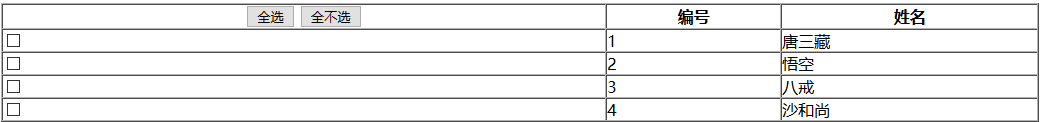 全选 全不选 编号 姓名
1 唐三藏
2 悟空
3 八戒
4 沙和尚